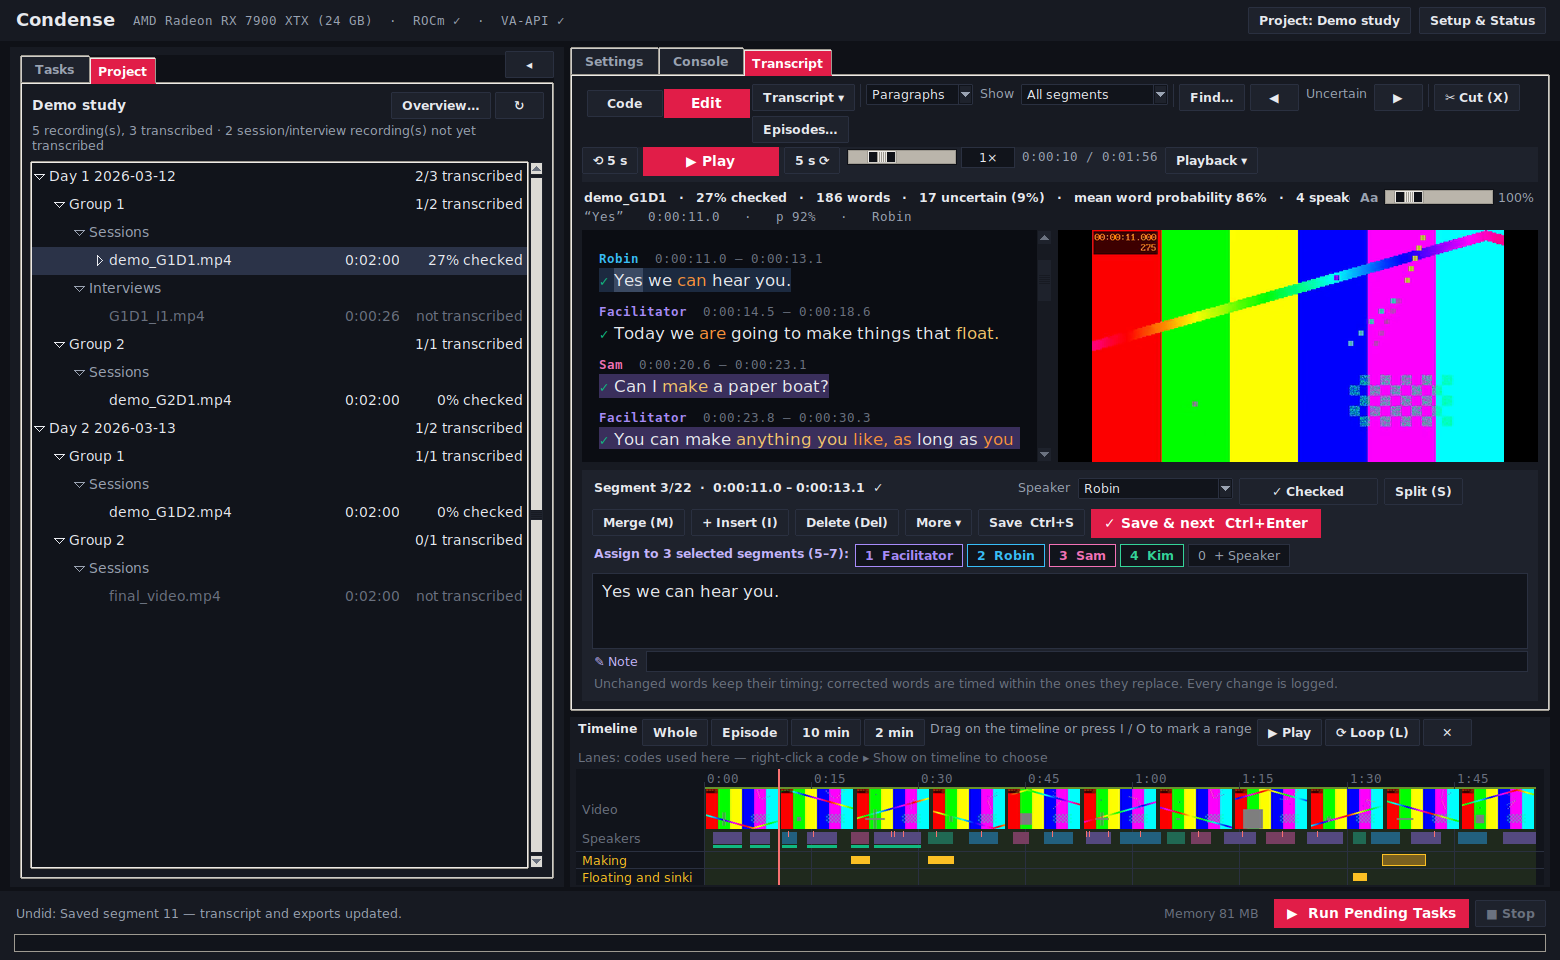 Condense AMD Radeon RX 7900 XTX (24 GB) · ROCm ✓ · VA-API ✓ Project: Demo study Setup & Status
Tasks Project ◂
Demo study Overview… ↻
5 recording(s), 3 transcribed · 2 session/interview recording(s) not yet
transcribed
Day 1 2026-03-12 2/3 transcribed
Group 1 1/2 transcribed
Sessions
demo_G1D1.mp4 0:02:00 27% checked
Interviews
G1D1_I1.mp4 0:00:26 not transcribed
Group 2 1/1 transcribed
Sessions
demo_G2D1.mp4 0:02:00 0% checked
Day 2 2026-03-13 1/2 transcribed
Group 1 1/1 transcribed
Sessions
demo_G1D2.mp4 0:02:00 0% checked
Group 2 0/1 transcribed
Sessions
final_video.mp4 0:02:00 not transcribed
Settings Console Transcript
Code Edit Transcript ▾ Paragraphs Show All segments Find… ◀ Uncertain ▶ ✂ Cut (X)
Episodes…
⟲ 5 s ▶ Play 5 s ⟳ 1× 0:00:10 / 0:01:56 Playback ▾
demo_G1D1 · 27% checked · 186 words · 17 uncertain (9%) · mean word probability 86% · 4 speak Aa 100%
“Yes” 0:00:11.0 · p 92% · Robin
Robin 0:00:11.0 — 0:00:13.1
✓ Yes we can hear you.
Facilitator 0:00:14.5 — 0:00:18.6
✓ Today we are going to make things that float.
Sam 0:00:20.6 — 0:00:23.1
✓ Can I make a paper boat?
Facilitator 0:00:23.8 — 0:00:30.3
✓ You can make anything you like, as long as you
00:00:11.000
275
Segment 3/22 · 0:00:11.0 – 0:00:13.1 ✓ Speaker Robin ✓ Checked Split (S)
Merge (M) + Insert (I) Delete (Del) More ▾ Save Ctrl+S ✓ Save & next Ctrl+Enter
Assign to 3 selected segments (5–7): 1 Facilitator 2 Robin 3 Sam 4 Kim 0 + Speaker
Yes we can hear you.
✎ Note
Unchanged words keep their timing; corrected words are timed within the ones they replace. Every change is logged.
Timeline Whole Episode 10 min 2 min Drag on the timeline or press I / O to mark a range ▶ Play ⟳ Loop (L) ✕
Lanes: codes used here — right-click a code ▸ Show on timeline to choose
0:00 0:15 0:30 0:45 1:00 1:15 1:30 1:45
Video
Speakers
Making
Floating and sinki
Undid: Saved segment 11 — transcript and exports updated. Memory 81 MB ▶ Run Pending Tasks ■ Stop